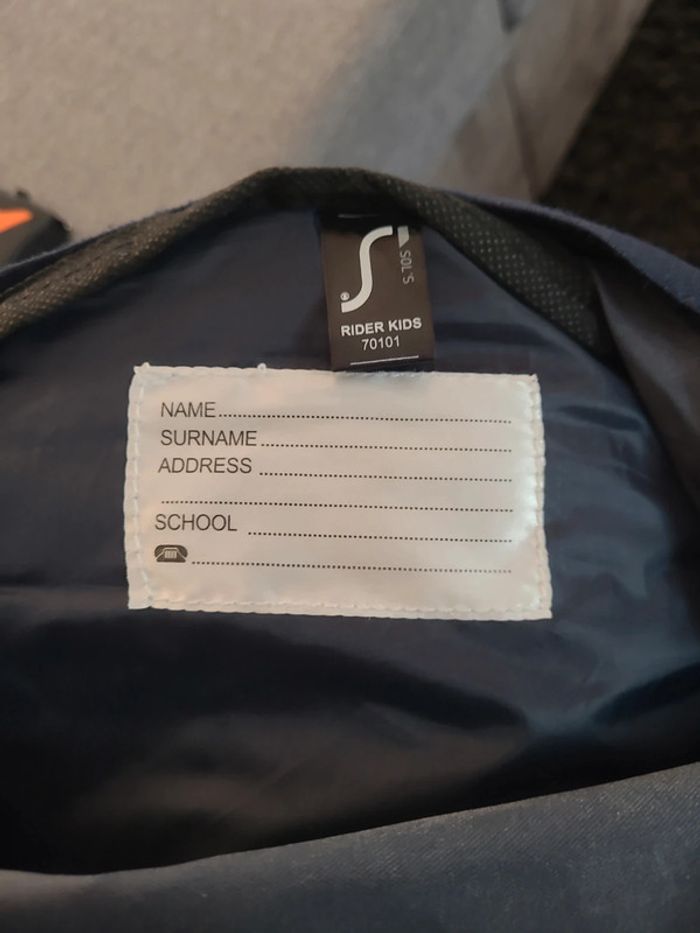 SOL'S
RIDER KIDS
70101
NAME
SURNAME
ADDRESS
SCHOOL